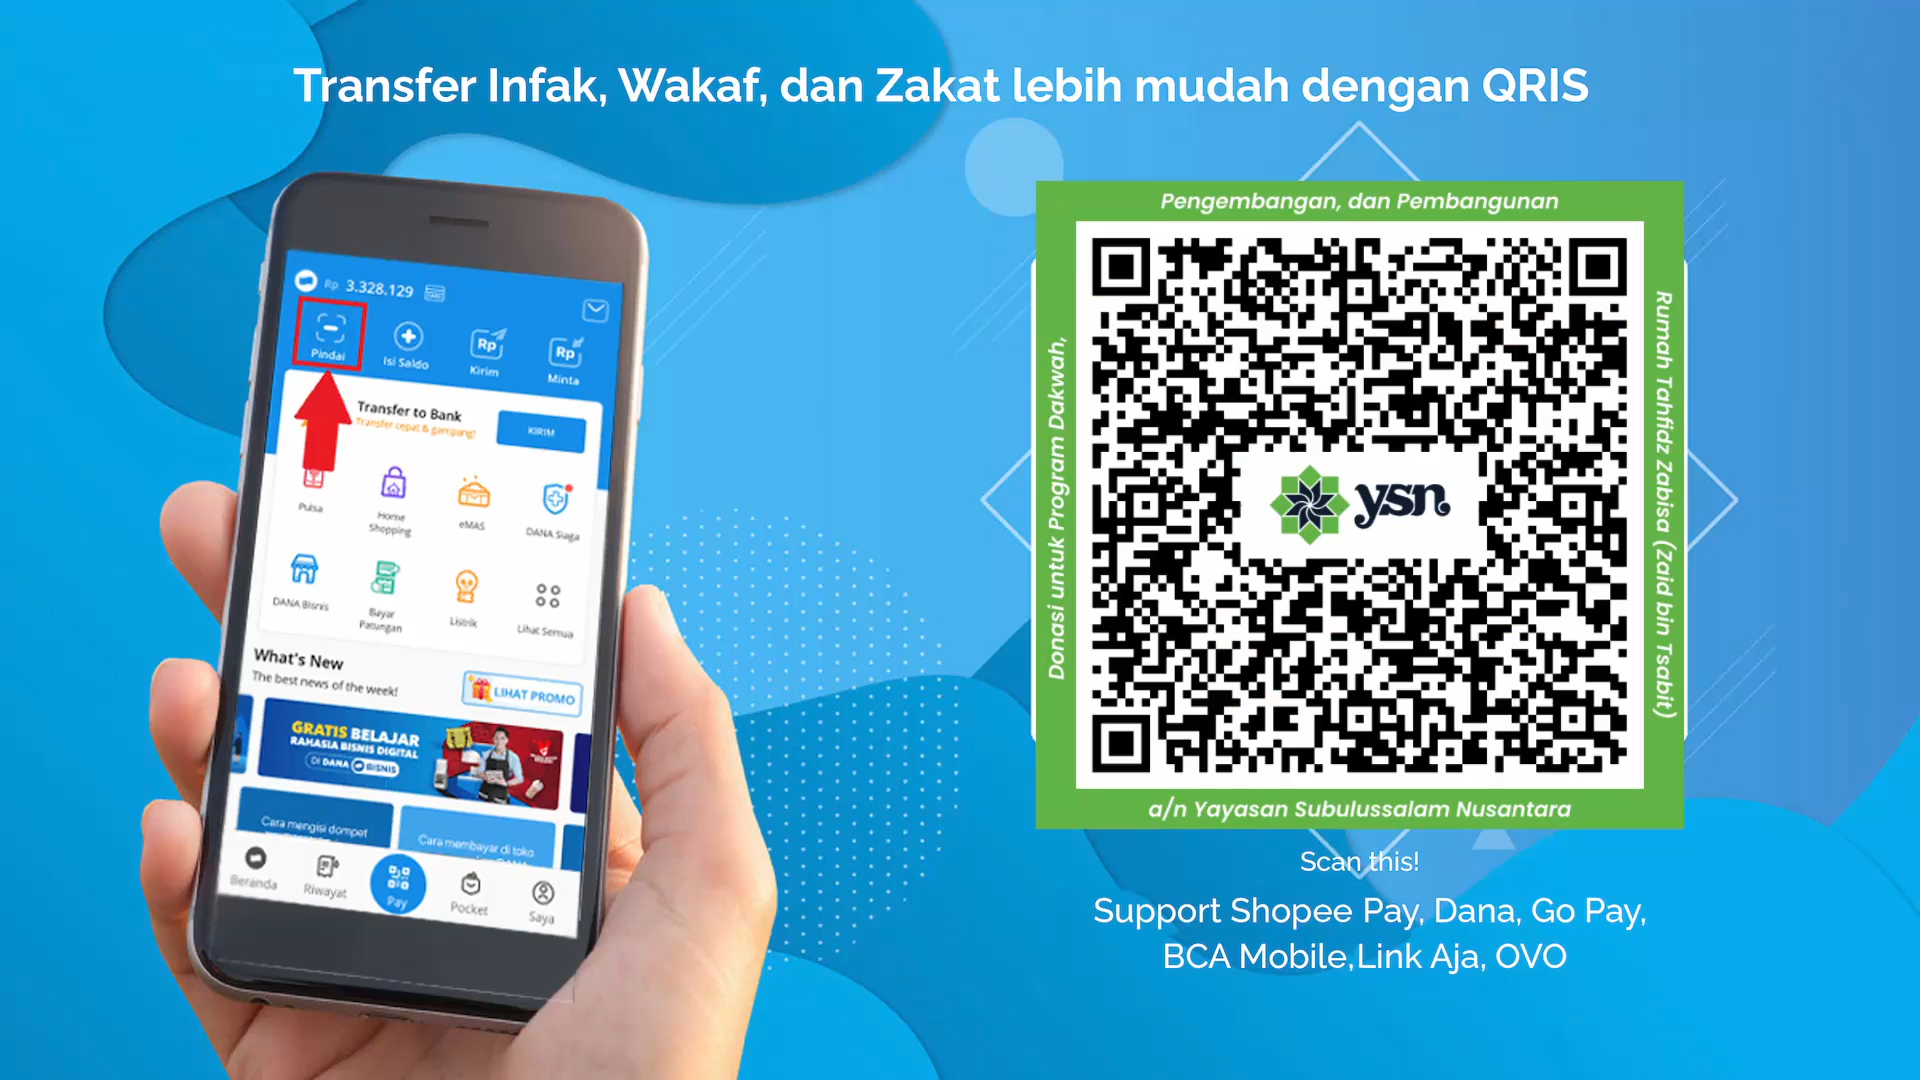 Transfer Infak, Wakaf, dan Zakat lebih mudah dengan QRIS
Rp 3.328.129
Pindai
Isi Saldo
Rp
Kirim
Rp
Minta
Transfer to Bank
Transfer cepat & gampang!
KIRIM
Pulsa
Home
Shopping
eMAS
DANA Siaga
DANA Bisnis
Bayar
Patungan
Listrik
Lihat Semua
What's New
The best news of the week!
LIHAT PROMO
GRATIS BELAJAR
RAHASIA BISNIS DIGITAL
DI DANA BISNIS
Cara mengisi dompet
Cara membayar di toko
Beranda
Riwayat
Pay
Pocket
Saya
Pengembangan, dan Pembangunan
Donasi untuk Program Dakwah,
ysn
Rumah Tahfidz Zabisa (Zaid bin Tsabit)
a/n Yayasan Subulussalam Nusantara
Scan this!
Support Shopee Pay, Dana, Go Pay,
BCA Mobile,Link Aja, OVO